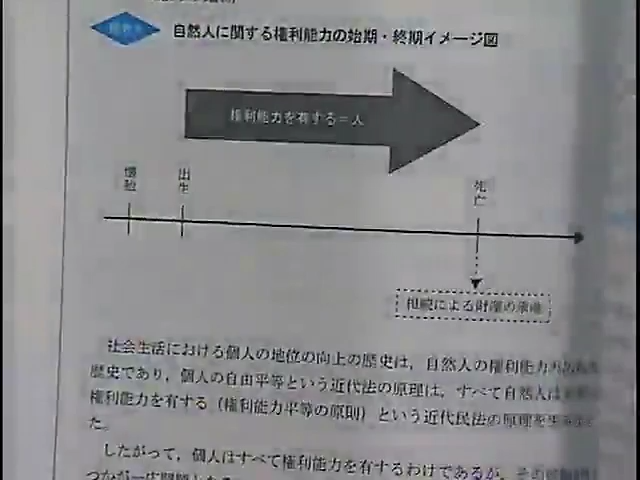 自然人に関する権利能力の始期・終期イメージ図
権利能力を有する＝人
懐胎
出生
死亡
相続による財産の承継
社会生活における個人の地位の向上の歴史は，自然人の権利能力
歴史であり，個人の自由平等という近代法の原理は，すべて自然人は
権利能力を有する（権利能力平等の原則）という近代民法の原理を
た。
したがって，個人はすべて権利能力を有するわけであるが，その